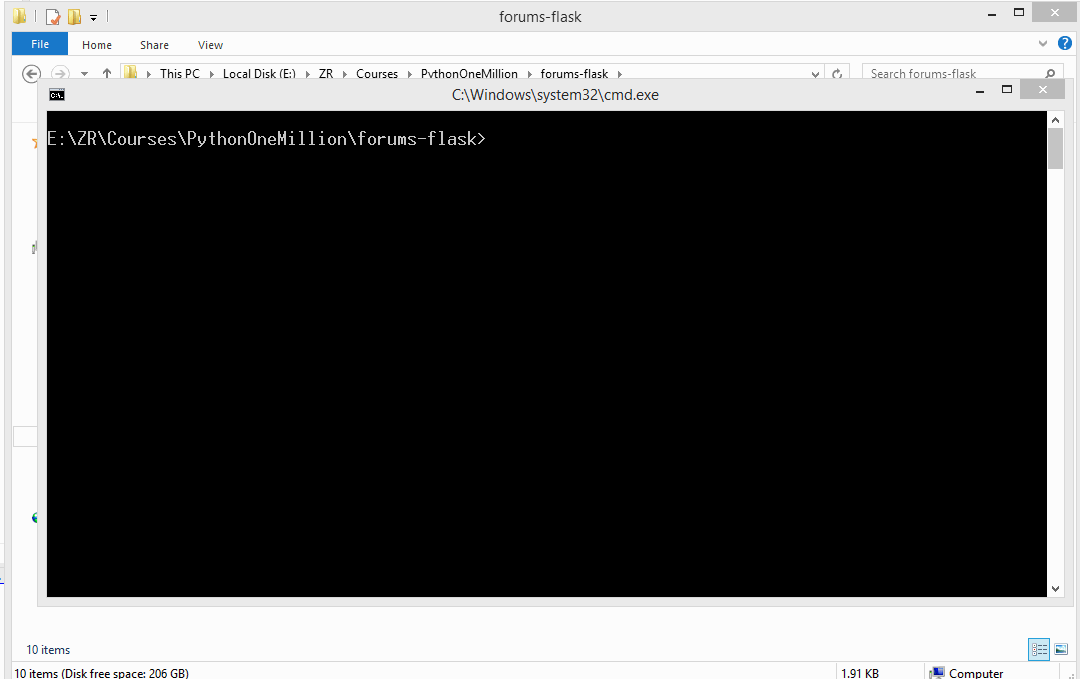 forums-flask
File Home Share View
This PC Local Disk (E:) ZR Courses PythonOneMillion forums-flask Search forums-flask
C:\Windows\system32\cmd.exe
E:\ZR\Courses\PythonOneMillion\forums-flask>
10 items
10 items (Disk free space: 206 GB) 1.91 KB Computer